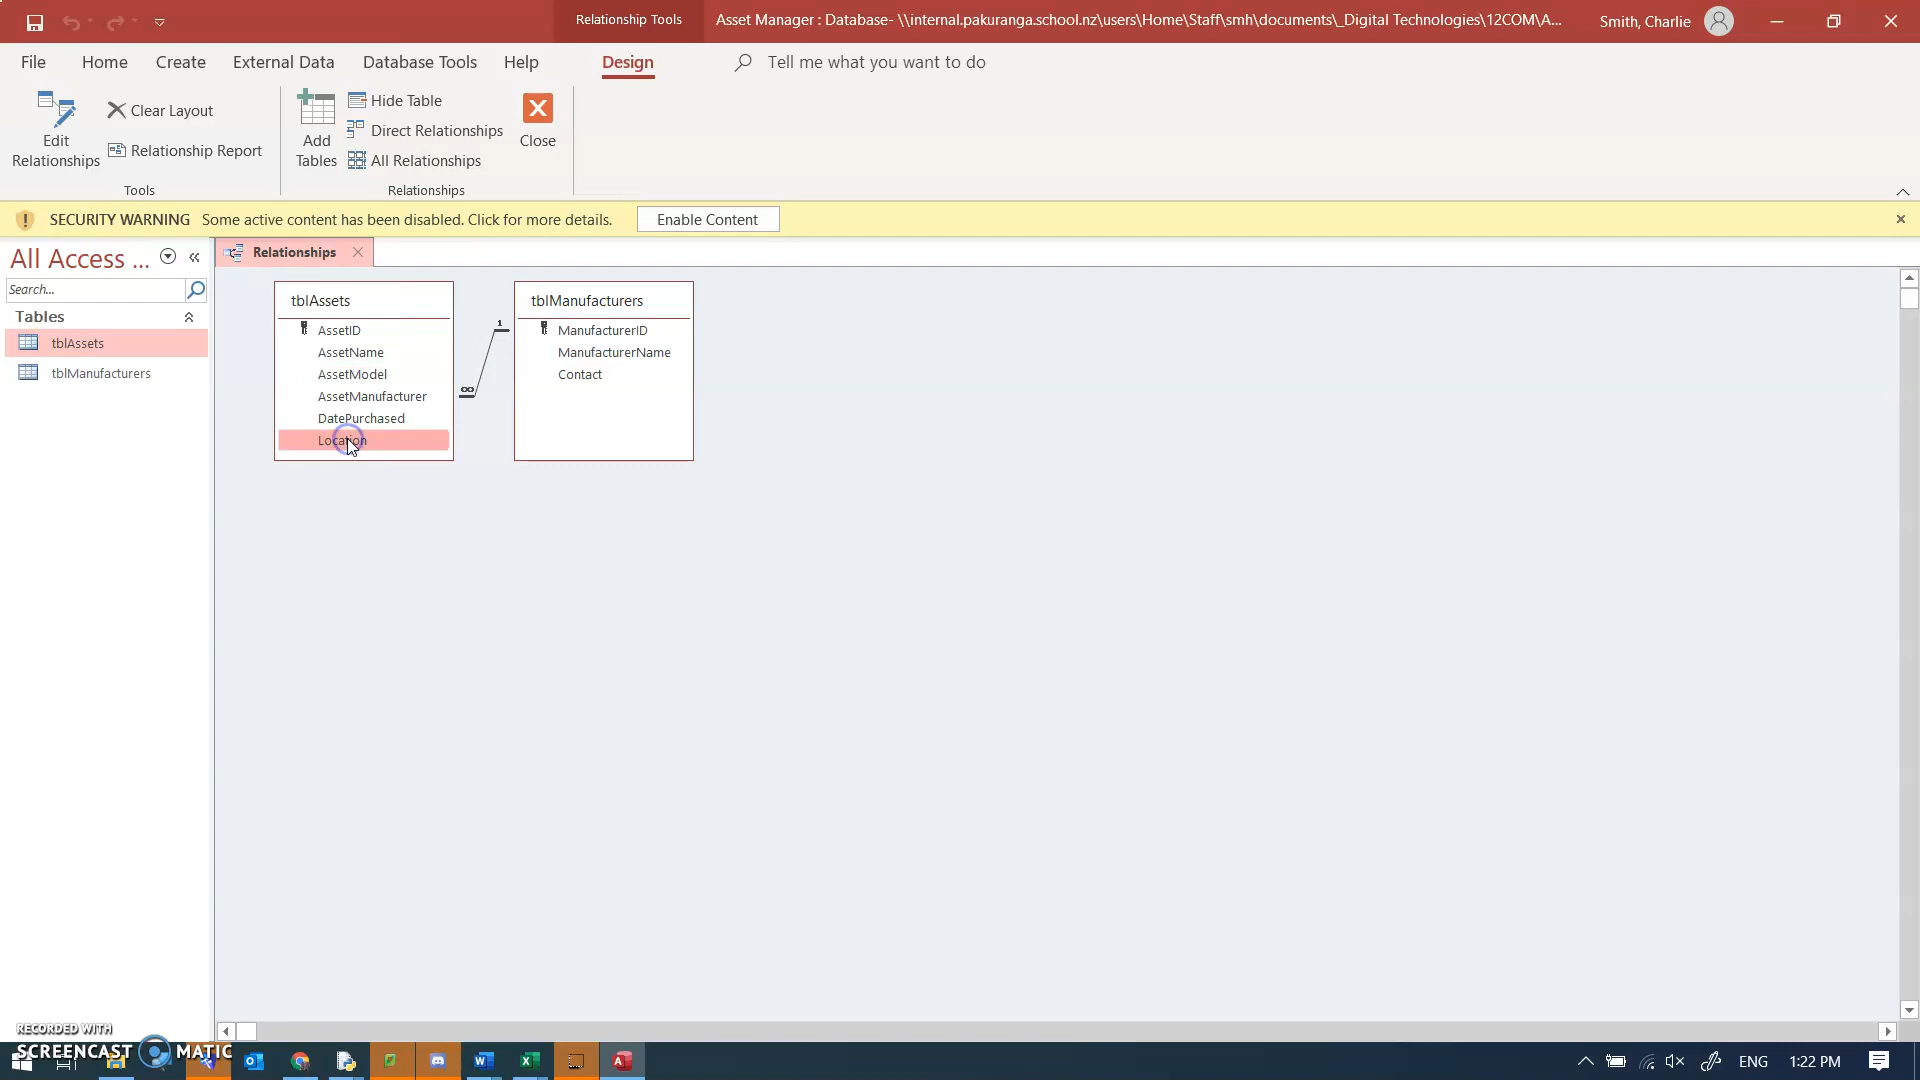 Relationship Tools
Asset Manager : Database- \\internal.pakuranga.school.nz\users\Home\Staff\smh\documents\_Digital Technologies\12COM\A...
Smith, Charlie
File
Home
Create
External Data
Database Tools
Help
Design
Tell me what you want to do
Edit
Relationships
Clear Layout
Relationship Report
Tools
Add
Tables
Hide Table
Direct Relationships
All Relationships
Close
Relationships
SECURITY WARNING Some active content has been disabled. Click for more details.
Enable Content
All Access ...
Search...
Tables
tblAssets
tblManufacturers
Relationships
tblAssets
AssetID
AssetName
AssetModel
AssetManufacturer
DatePurchased
Location
1
∞
tblManufacturers
ManufacturerID
ManufacturerName
Contact
RECORDED WITH
SCREENCAST MATIC
ENG
1:22 PM